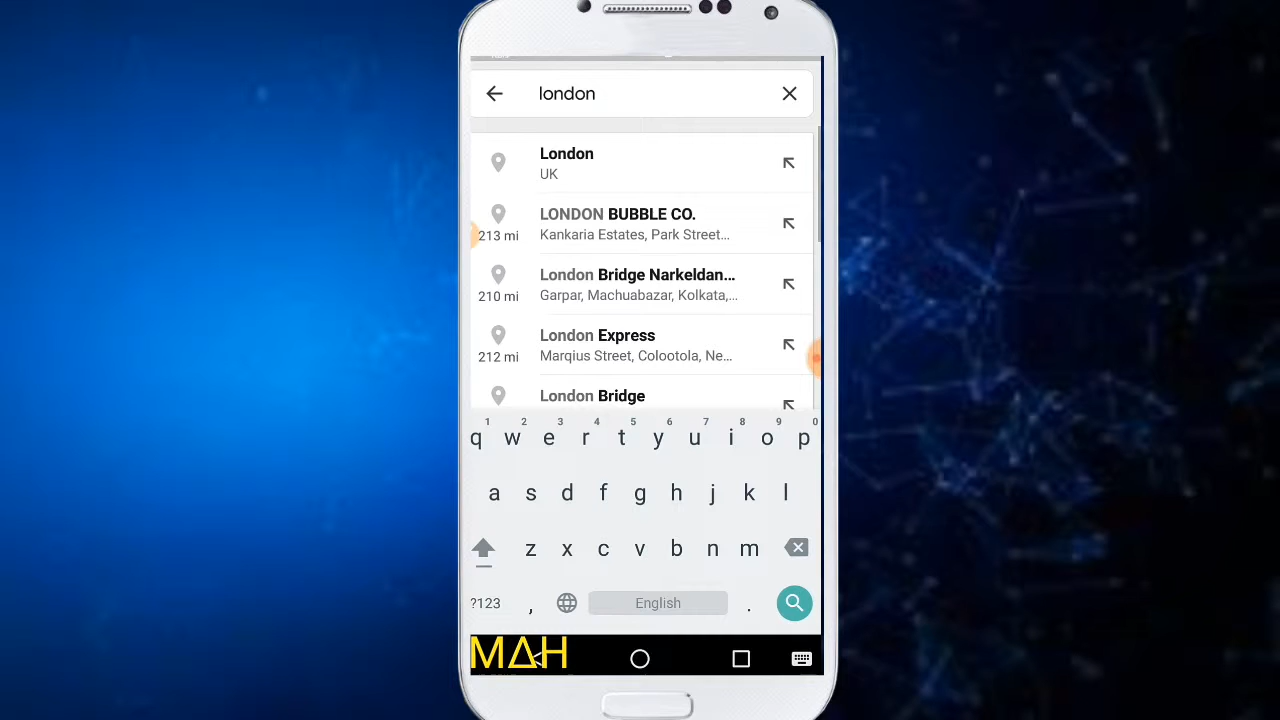 london
London
UK
LONDON BUBBLE CO.
213 mi
Kankaria Estates, Park Street...
London Bridge Narkeldan...
210 mi
Garpar, Machuabazar, Kolkata,...
London Express
212 mi
Marqius Street, Colootola, Ne...
London Bridge
1 2 3 4 5 6 7 8 9 0
q w e r t y u i o p
a s d f g h j k l
z x c v b n m
?123 , English .
MΔH